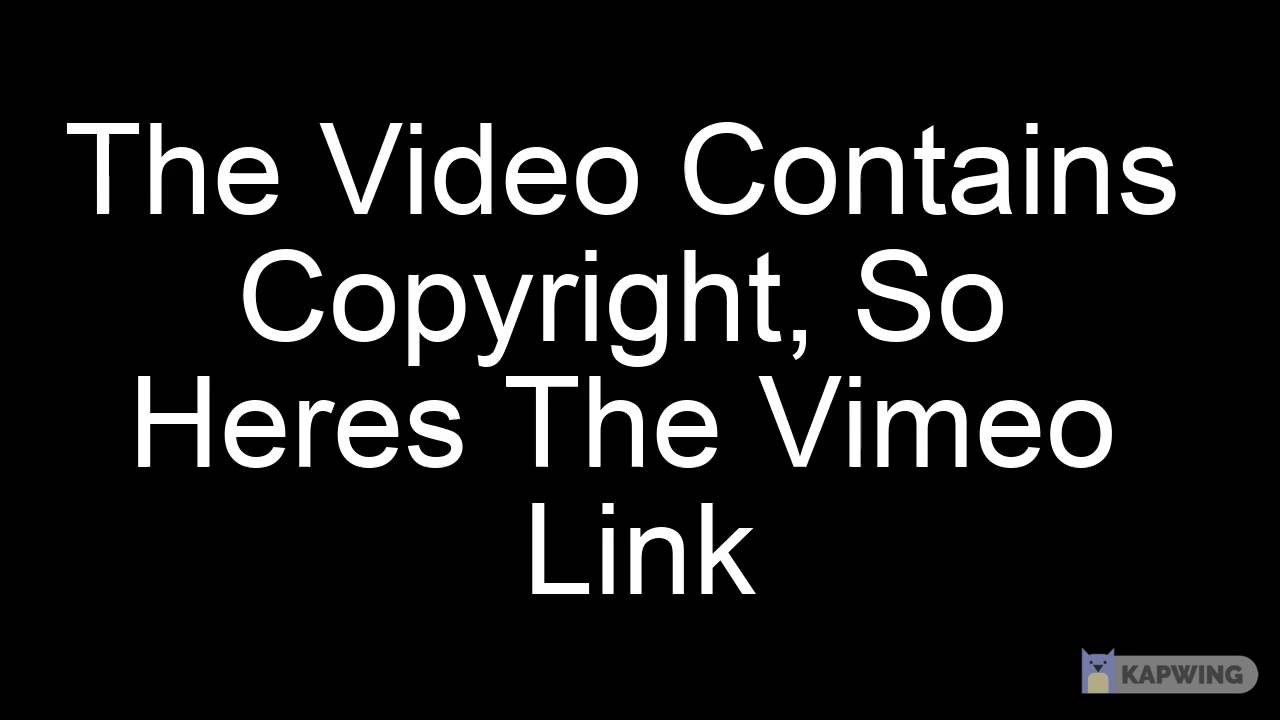 The Video Contains
Copyright, So
Heres The Vimeo
Link
KAPWING